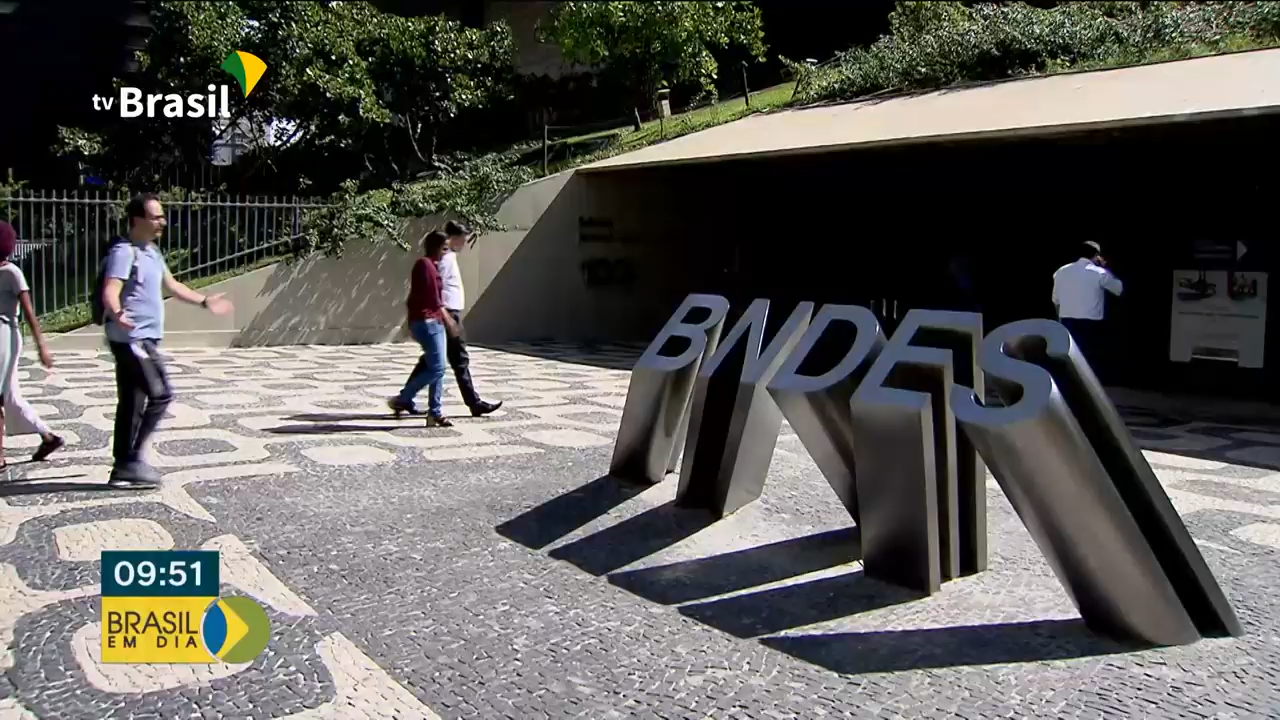 tv Brasil
BNDES
09:51
BRASIL
EM DIA